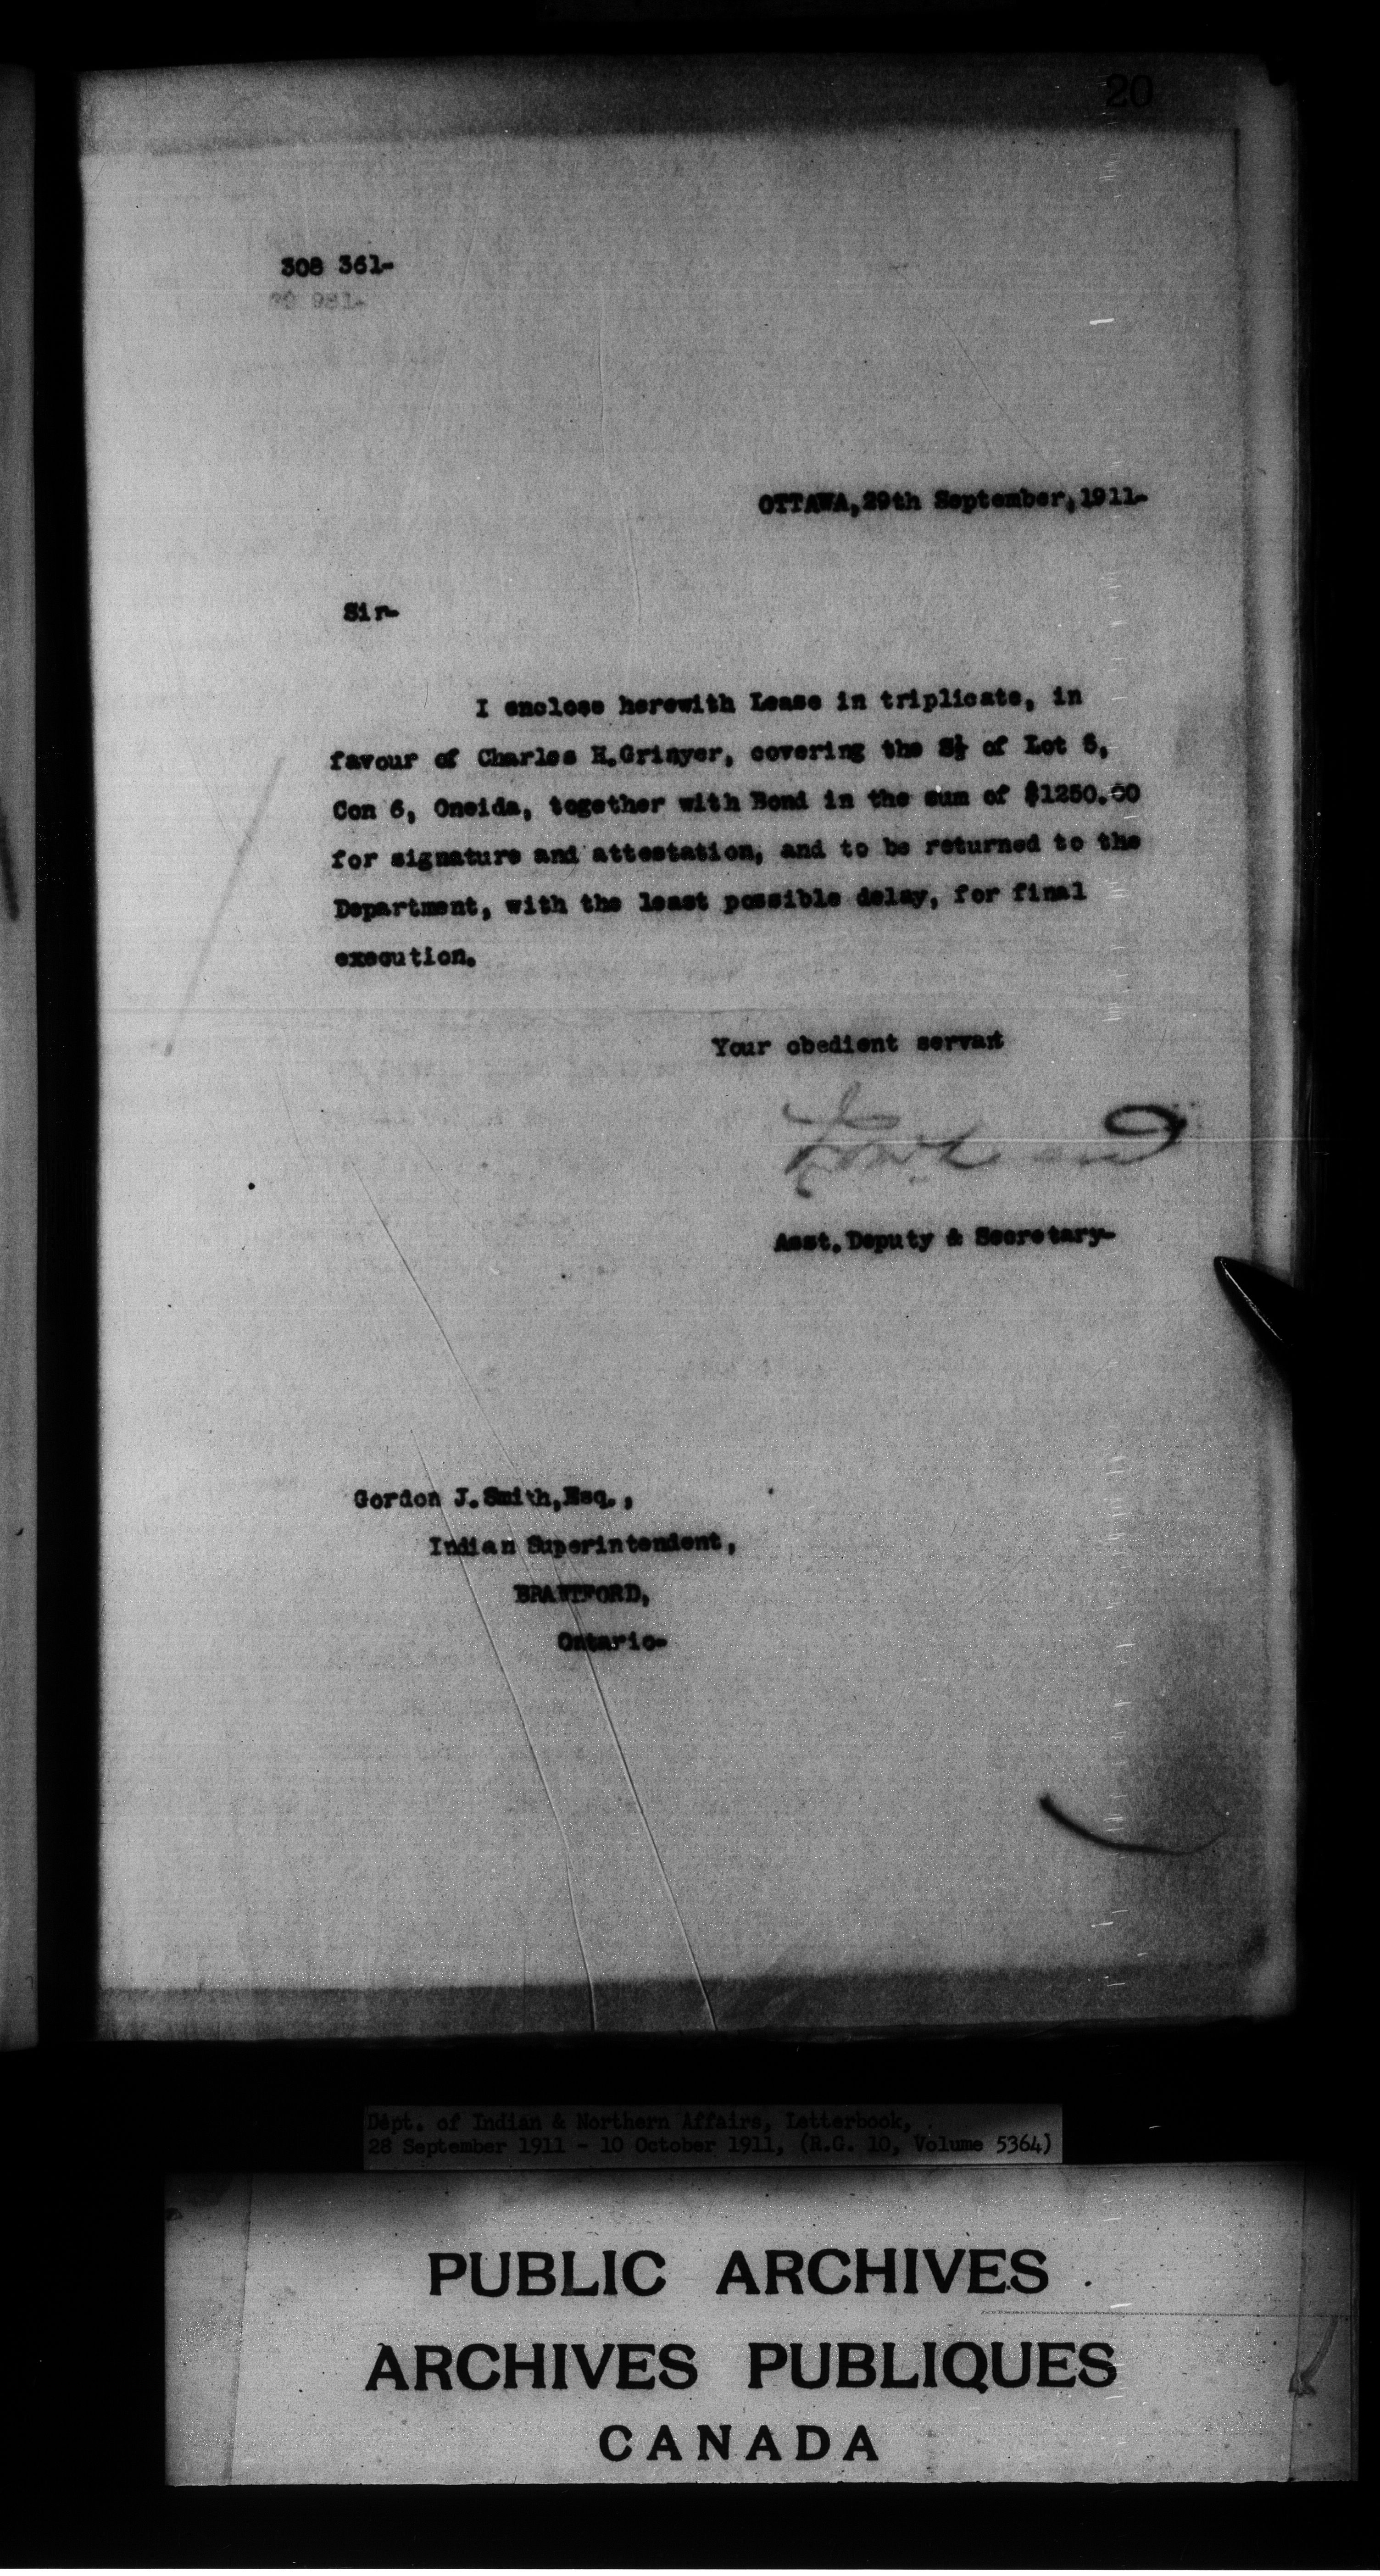 20
308 361-
OTTAWA, 29th September, 1911-
Sir-
I enclose herewith Lease in triplicate, in
favour of Charles H. Grinyer, covering the S½ of Lot 5,
Con 6, Oneida, together with Bond in the sum of $1250.00
for signature and attestation, and to be returned to the
Department, with the least possible delay, for final
execution.
Your obedient servant
Asst. Deputy & Secretary-
Gordon J. Smith, Esq.,
Indian Superintendent,
BRANTFORD,
Ontario-
Dept. of Indian & Northern Affairs, Letterbook,
28 September 1911 - 10 October 1911, (R.G. 10, Volume 5364)
PUBLIC ARCHIVES
ARCHIVES PUBLIQUES
CANADA